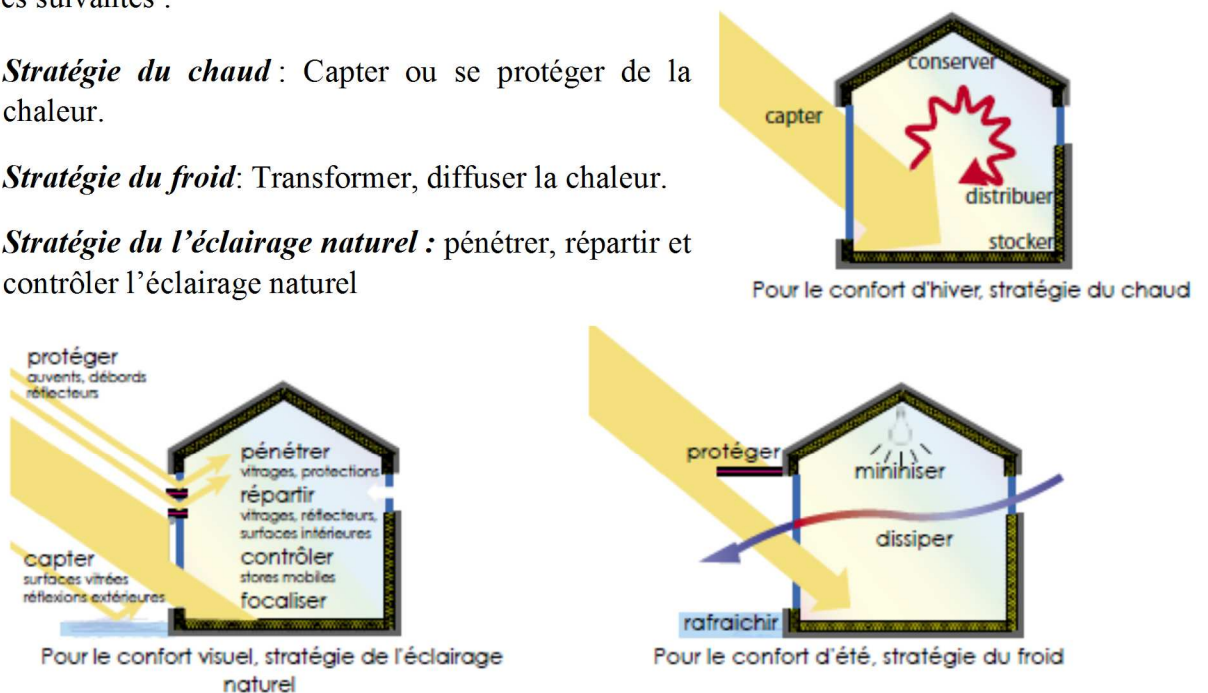 es suivantes :
Stratégie du chaud : Capter ou se protéger de la
chaleur.
Stratégie du froid: Transformer, diffuser la chaleur.
Stratégie du l’éclairage naturel : pénétrer, répartir et
contrôler l’éclairage naturel
conserver
capter
distribuer
stocker
Pour le confort d'hiver, stratégie du chaud
protéger
auvents, débords
réflecteurs
pénétrer
vitrages, protections
répartir
vitrages, réflecteurs,
surfaces intérieures
contrôler
stores mobiles
focaliser
capter
surfaces vitrées
réflexions extérieures
Pour le confort visuel, stratégie de l'éclairage
naturel
protéger
minihiser
dissiper
rafraichir
Pour le confort d'été, stratégie du froid